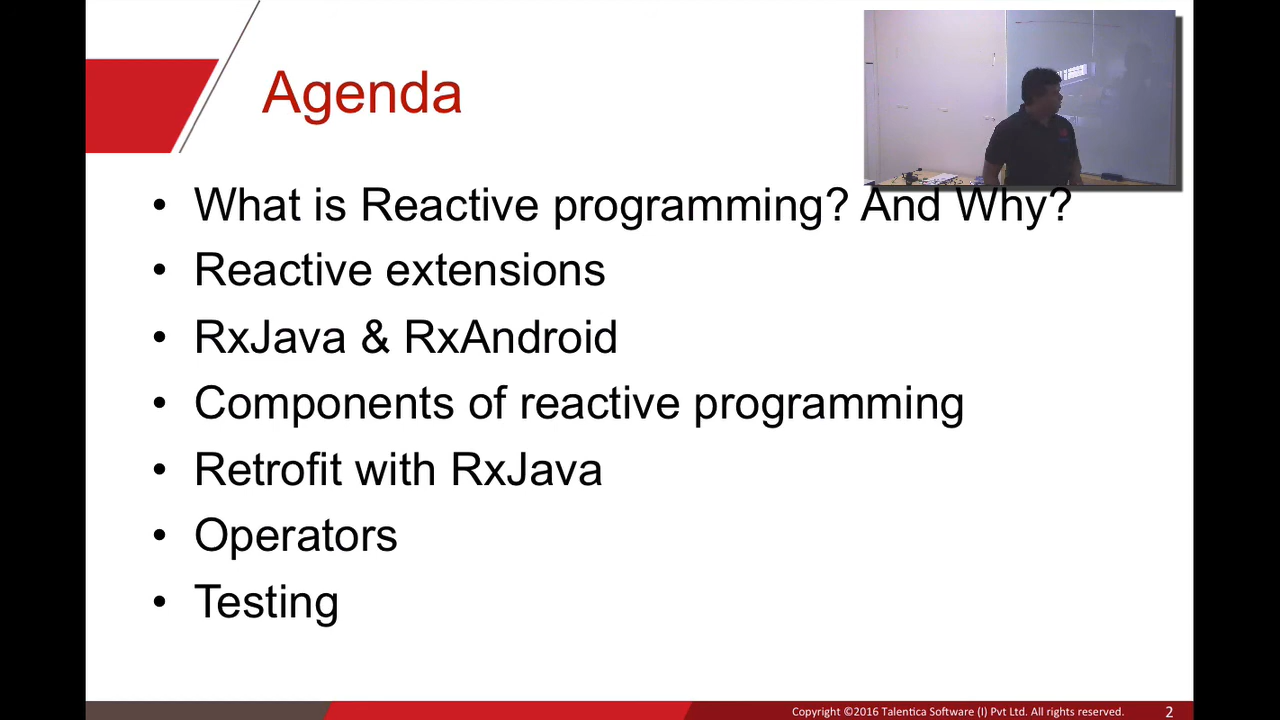 Agenda
• What is Reactive programming? And Why?
• Reactive extensions
• RxJava & RxAndroid
• Components of reactive programming
• Retrofit with RxJava
• Operators
• Testing
Copyright ©2016 Talentica Software (I) Pvt Ltd. All rights reserved. 2